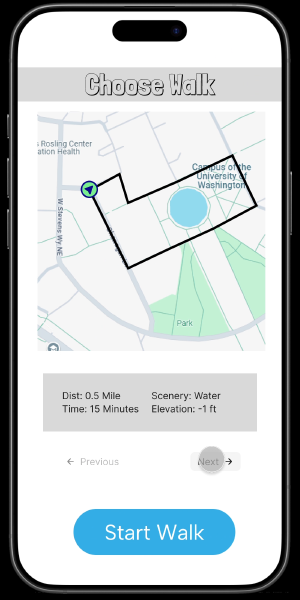 Choose Walk
Rosling Center
ation Health
Campus of the
University of
Washington
W Stevens Wy. NE
Park
Dist: 0.5 Mile
Scenery: Water
Time: 15 Minutes
Elevation: -1 ft
← Previous
Next →
Start Walk